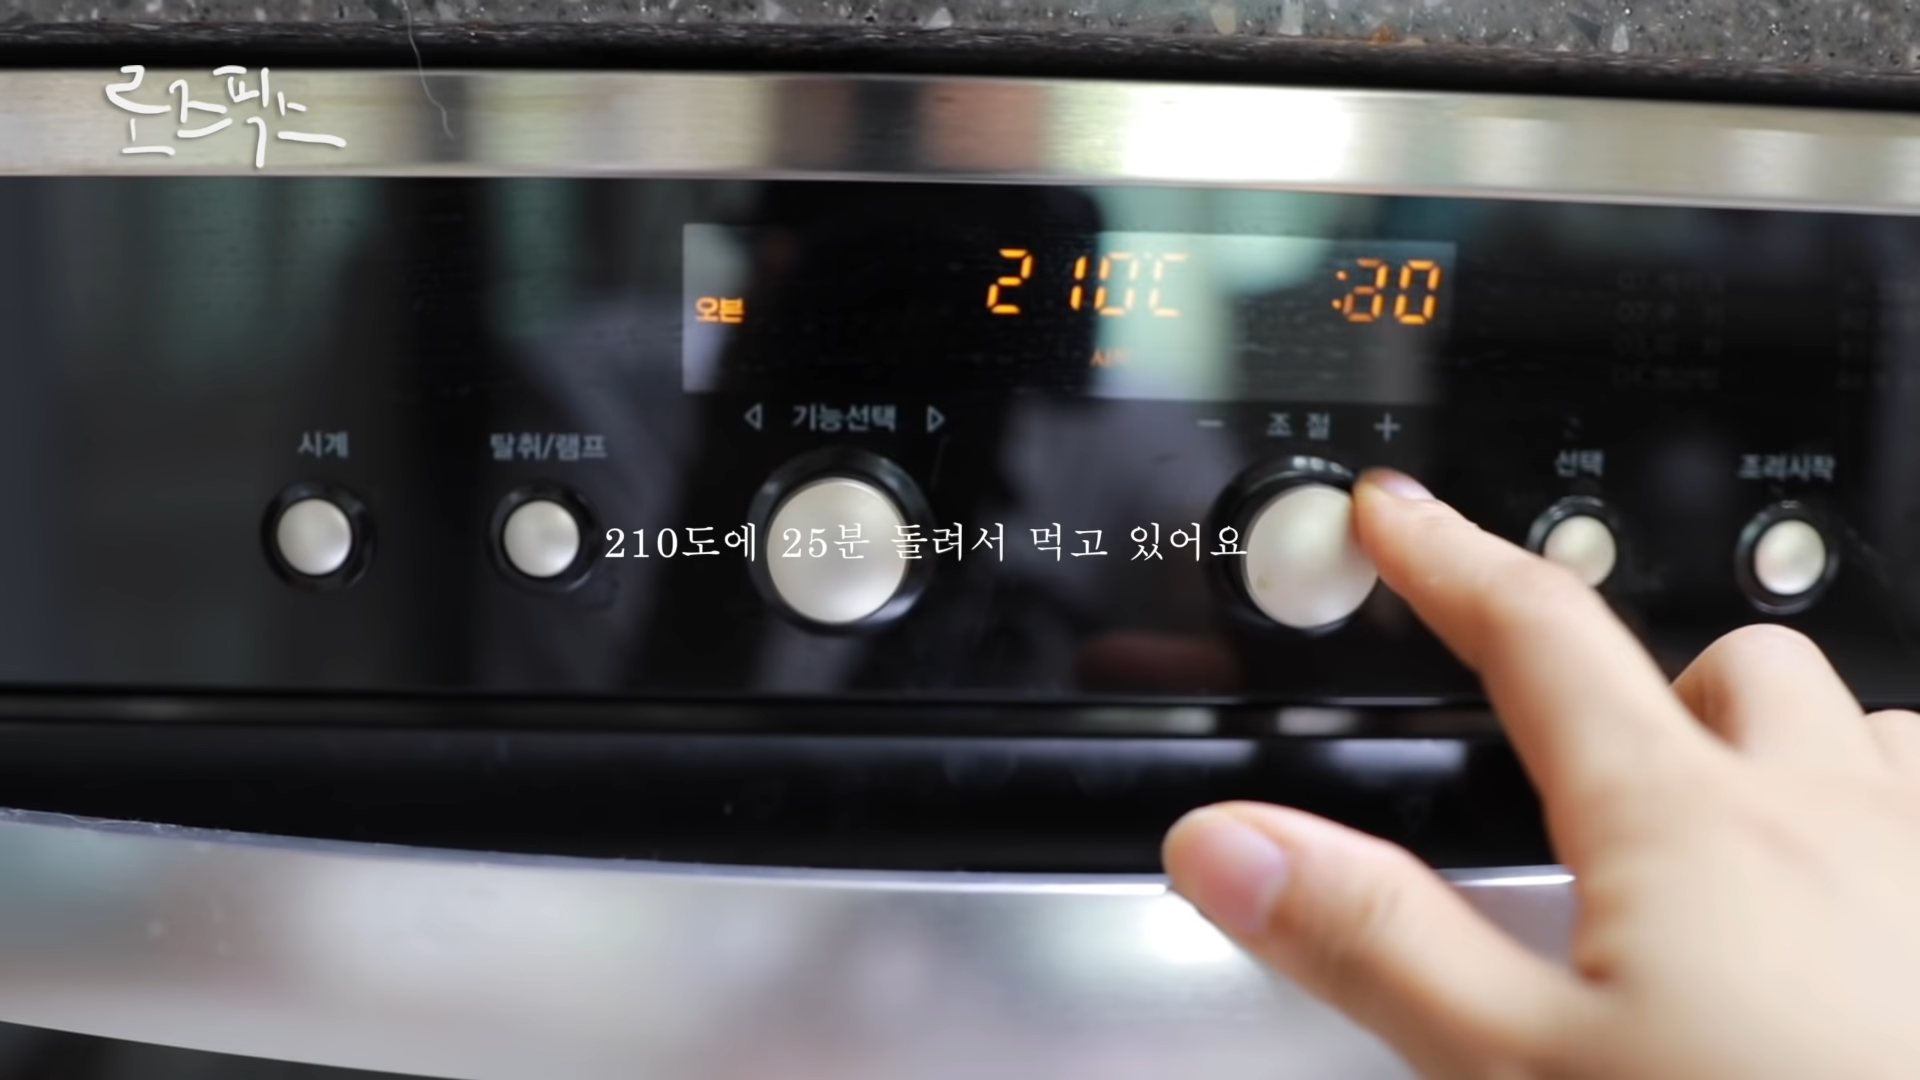 로즈픽스
210C :30
오븐
◁ 기능선택 ▷
− 조절 +
시계
탈취/램프
선택
조리시작
210도에 25분 돌려서 먹고 있어요